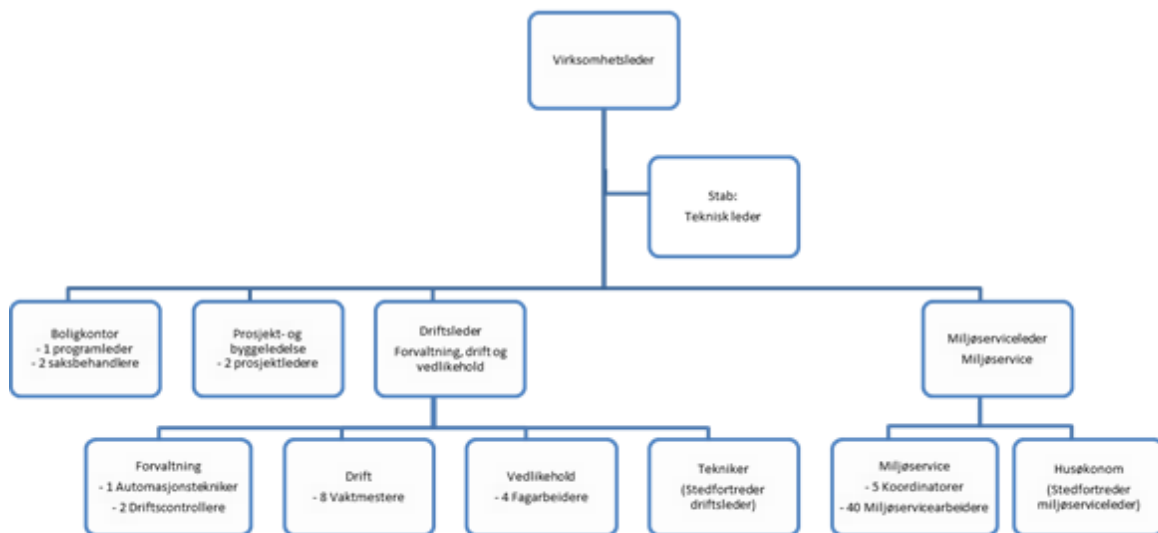 Virksomhetsleder
Stab:
Teknisk leder
Boligkontor
- 1 programleder
- 2 saksbehandlere
Prosjekt- og
byggeledelse
- 2 prosjektledere
Driftsleder
Forvaltning, drift og
vedlikehold
Miljøserviceleder
Miljøservice
Forvaltning
- 1 Automasjonstekniker
- 2 Driftscontrollere
Drift
- 8 Vaktmestere
Vedlikehold
- 4 Fagarbeidere
Tekniker
(Stedfortreder
driftsleder)
Miljøservice
- 5 Koordinatorer
- 40 Miljøservicearbeidere
Husøkonom
(Stedfortreder
miljøserviceleder)